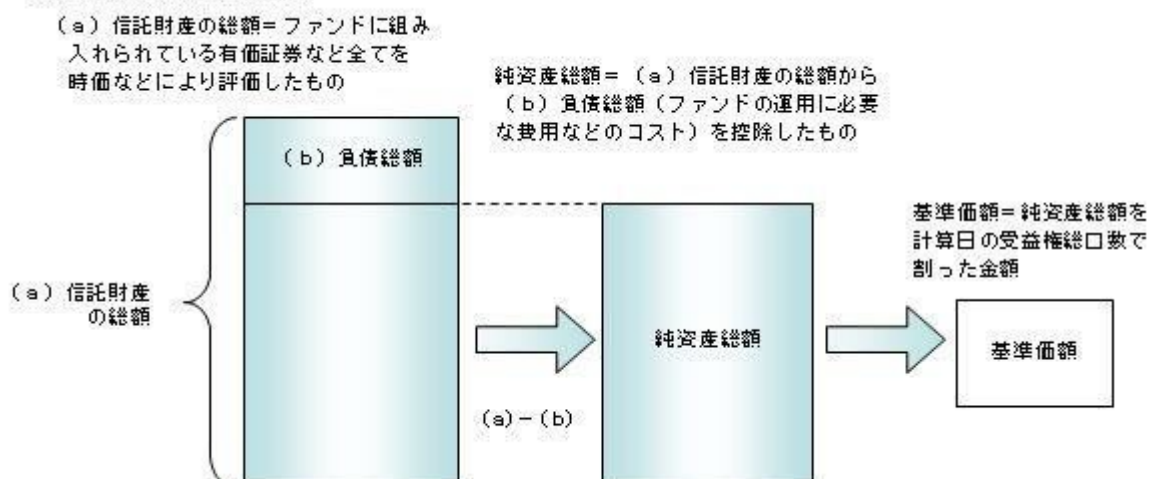 (a)信託財産の総額=ファンドに組み
入れられている有価証券など全てを
時価などにより評価したもの
純資産総額=(a)信託財産の総額から
(b)負債総額(ファンドの運用に必要
な費用などのコスト)を控除したもの
(b)負債総額
基準価額=純資産総額を
計算日の受益権総口数で
割った金額
(a)信託財産
の総額
純資産総額
基準価額
(a)-(b)